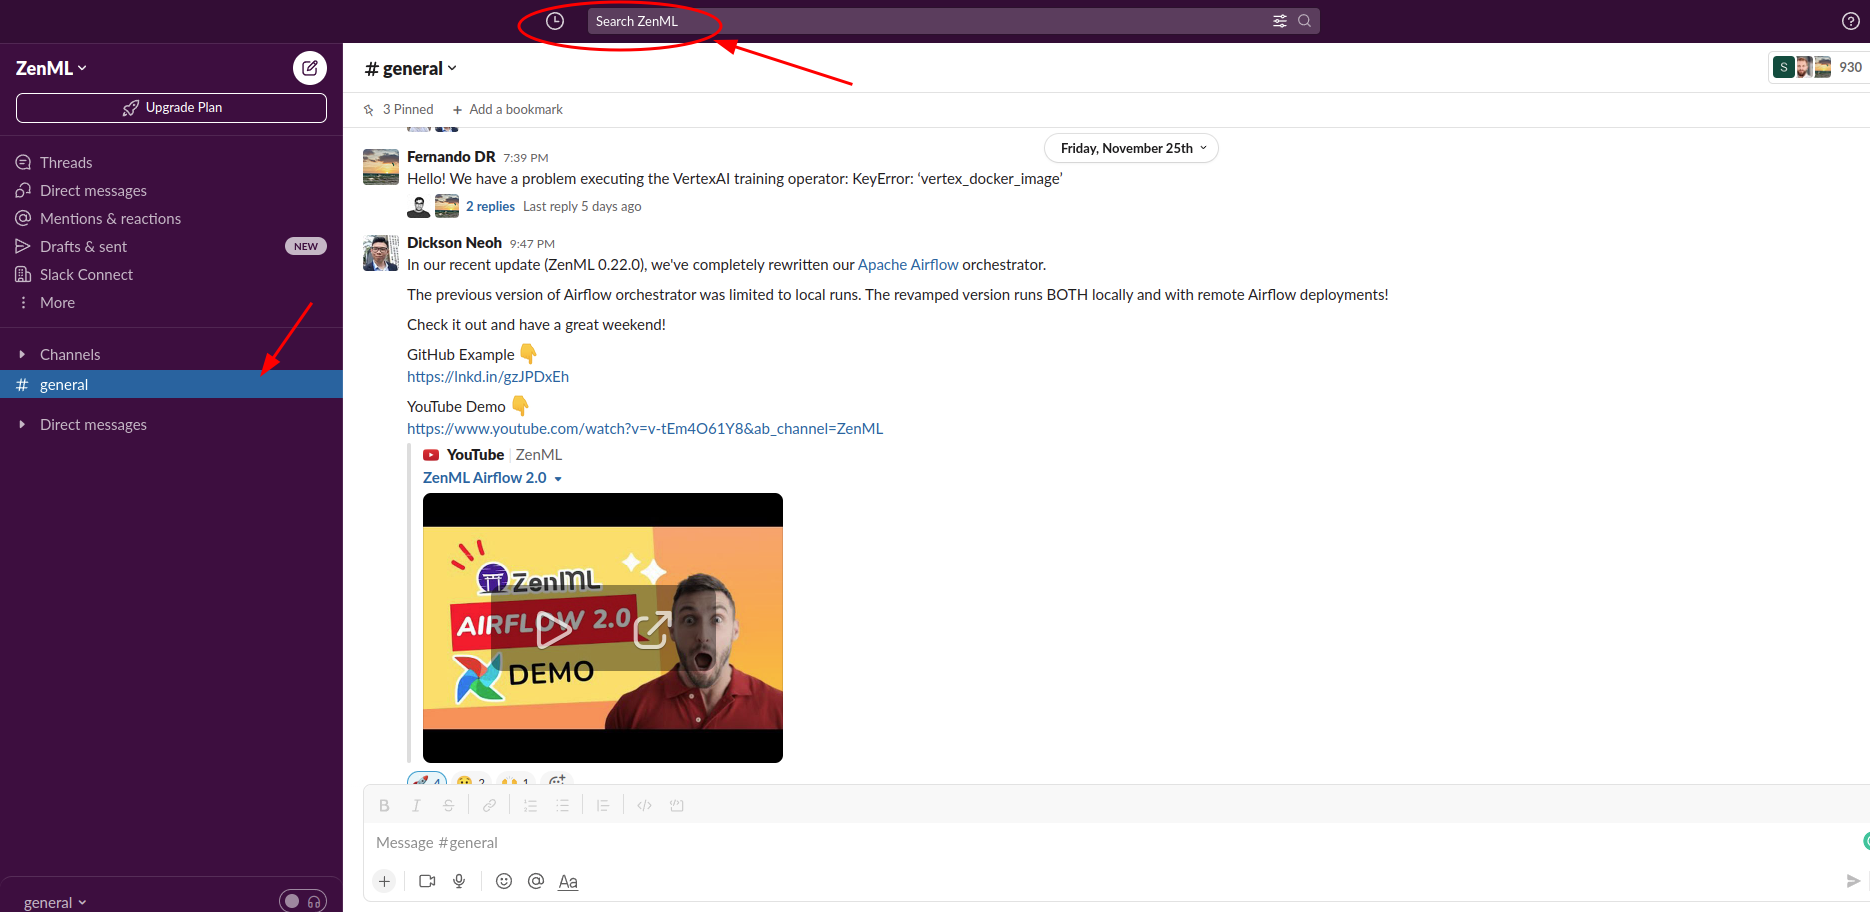 Search ZenML
ZenML
Upgrade Plan
Threads
Direct messages
Mentions & reactions
Drafts & sent NEW
Slack Connect
More
Channels
# general
Direct messages
general
# general
S 930
3 Pinned + Add a bookmark
Friday, November 25th
Fernando DR 7:39 PM
Hello! We have a problem executing the VertexAI training operator: KeyError: ‘vertex_docker_image’
2 replies Last reply 5 days ago
Dickson Neoh 9:47 PM
In our recent update (ZenML 0.22.0), we've completely rewritten our Apache Airflow orchestrator.
The previous version of Airflow orchestrator was limited to local runs. The revamped version runs BOTH locally and with remote Airflow deployments!
Check it out and have a great weekend!
GitHub Example 👇
https://lnkd.in/gzJPDxEh
YouTube Demo 👇
https://www.youtube.com/watch?v=v-tEm4O61Y8&ab_channel=ZenML
YouTube | ZenML
ZenML Airflow 2.0
ZenML
AIRFLOW 2.0
DEMO
4 2 1
B I S
Message #general
Aa